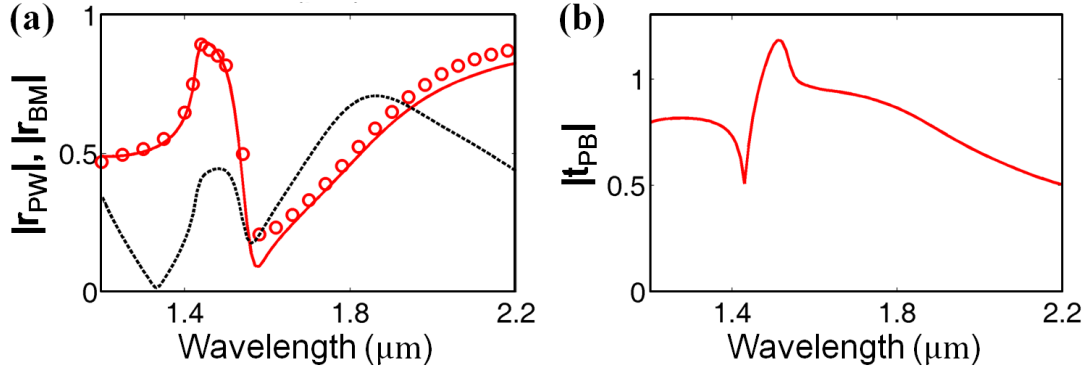 (a)
|r_PW|, |r_BM|
1
0.5
0
1.4
1.8
2.2
Wavelength (μm)
(b)
|t_PB|
1
0.5
0
1.4
1.8
2.2
Wavelength (μm)